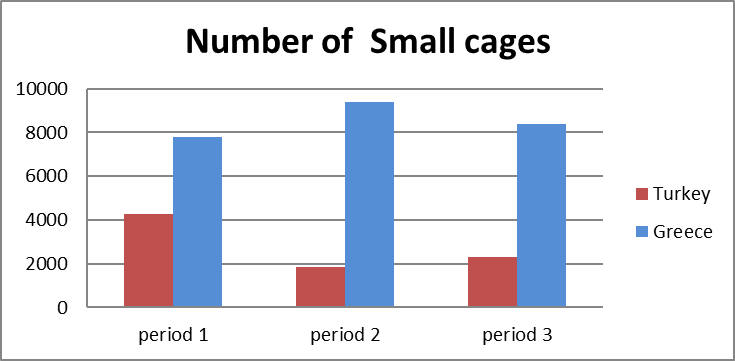 Number of  Small cages
10000
8000
6000
4000
2000
0
period 1
period 2
period 3
Turkey
Greece